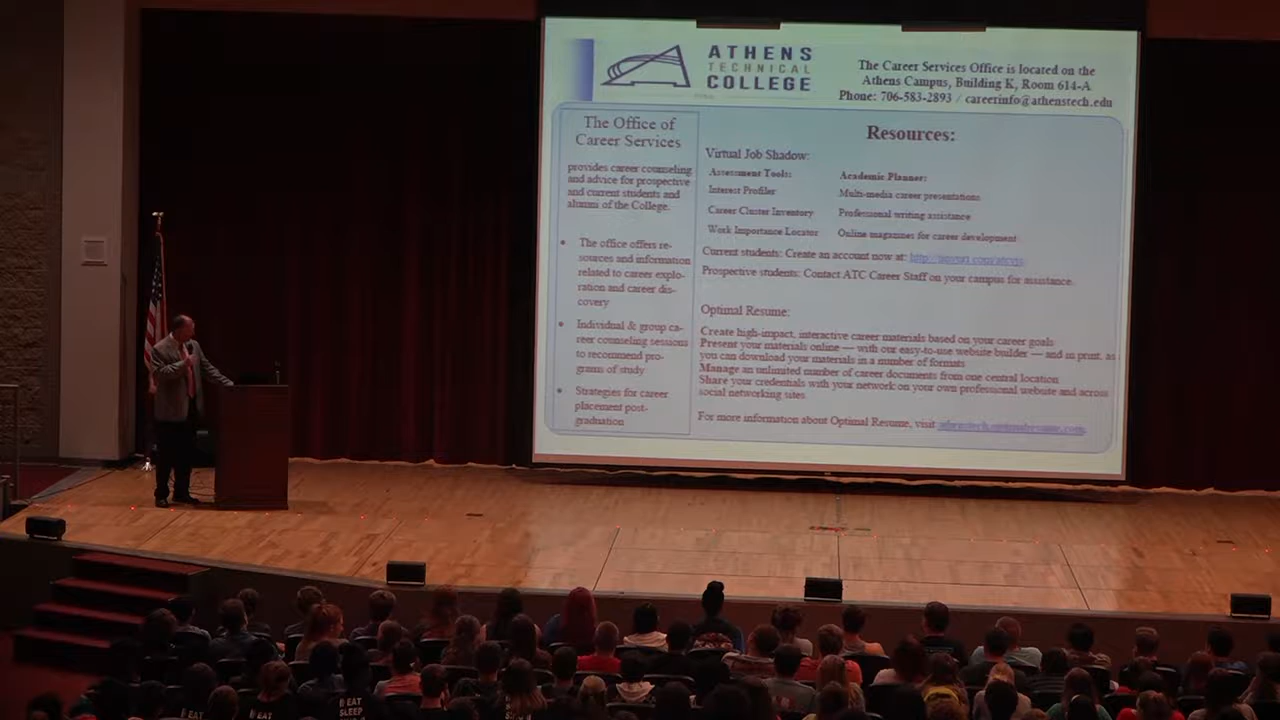 ATHENS
TECHNICAL
COLLEGE
The Career Services Office is located on the
Athens Campus, Building K, Room 614-A
Phone: 706-583-2893 / careerinfo@athenstech.edu
The Office of
Career Services
provides career counseling
and advice for prospective
and current students and
alumni of the College.
• The office offers re-
sources and information
related to career explo-
ration and career dis-
covery
• Individual & group ca-
reer counseling sessions
to recommend pro-
grams of study
• Strategies for career
placement post-
graduation
Resources:
Virtual Job Shadow:
Assessment Tools:
Interest Profiler
Career Cluster Inventory
Work Importance Locator
Academic Planner:
Multi-media career presentations
Professional writing assistance
Online magazines for career development
Current students: Create an account now at:
Prospective students: Contact ATC Career Staff on your campus for assistance.
Optimal Resume:
Create high-impact, interactive career materials based on your career goals
Present your materials online — with our easy-to-use website builder — and in print, as
you can download your materials in a number of formats
Manage an unlimited number of career documents from one central location
Share your credentials with your network on your own professional website and across
social networking sites.
For more information about Optimal Resume, visit
EAT
EAT
EAT
SLEEP